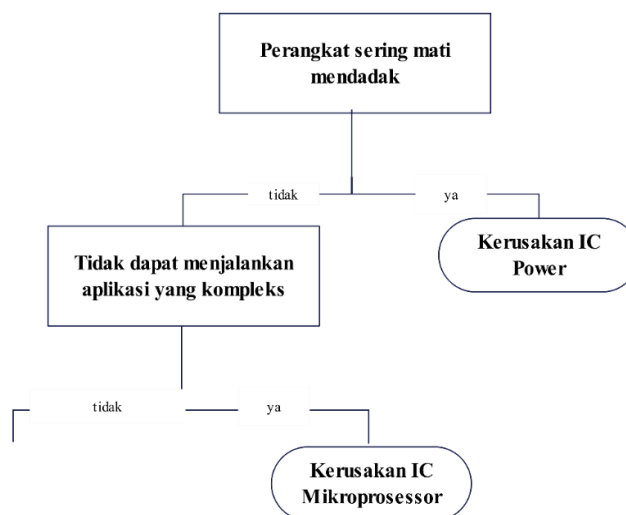 Perangkat sering mati
mendadak
tidak
ya
Tidak dapat menjalankan
aplikasi yang kompleks
Kerusakan IC
Power
tidak
ya
Kerusakan IC
Mikroprosessor